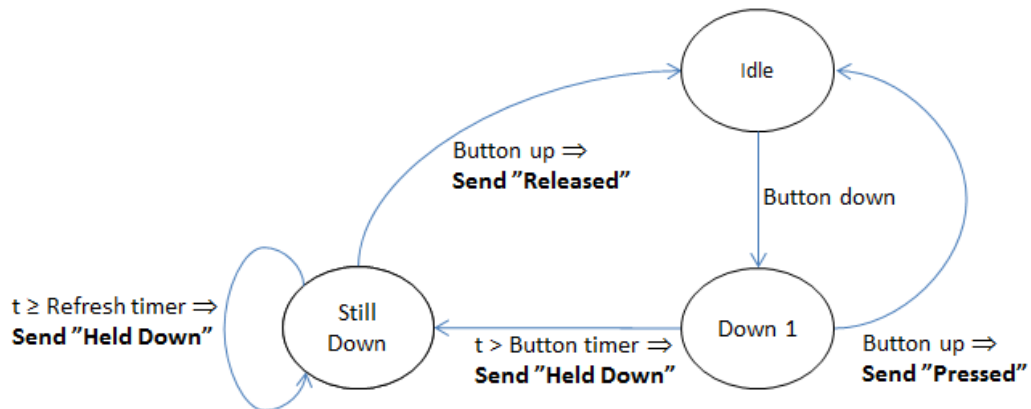 Idle
Button up ⇒
Send ”Released”
Button down
t ≥ Refresh timer ⇒
Send ”Held Down”
Still
Down
t > Button timer ⇒
Send ”Held Down”
Down 1
Button up ⇒
Send ”Pressed”